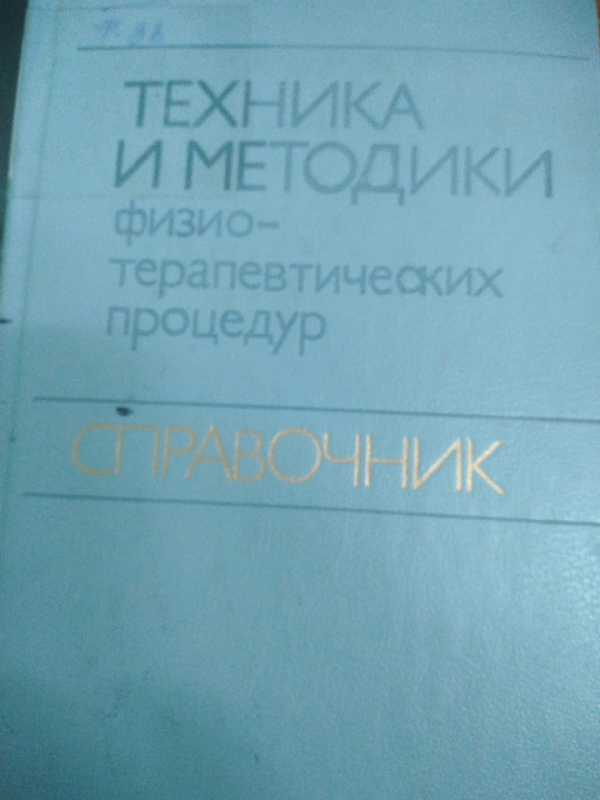 ТЕХНИКА
И МЕТОДИКИ
физио-
терапевтических
процедур
СПРАВОЧНИК